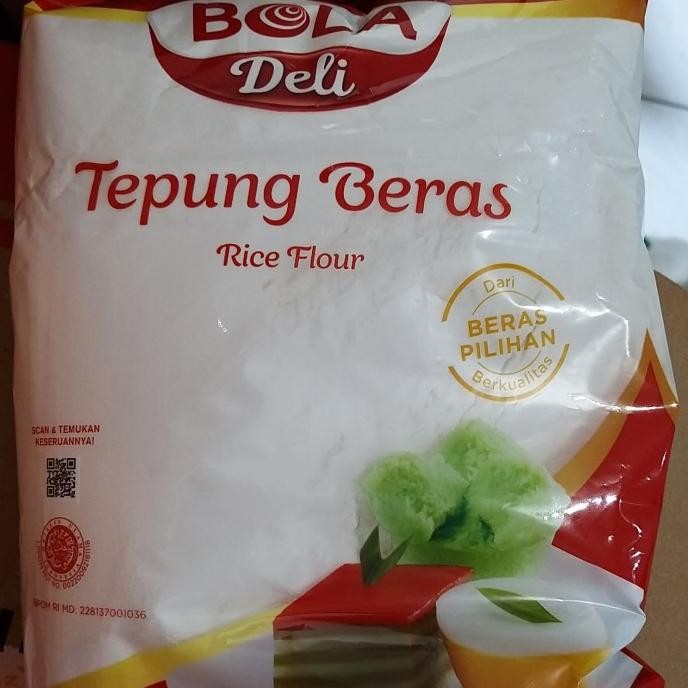 BOLA
Deli
Tepung Beras
Rice Flour
Dari
BERAS
PILIHAN
Berkualitas
SCAN & TEMUKAN
KESERUANNYA!
BPOM RI MD: 228137001036